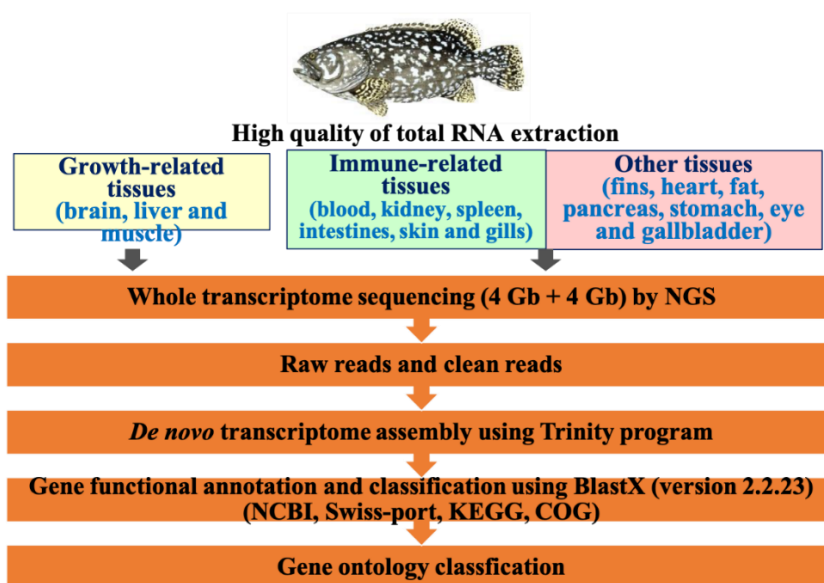 High quality of total RNA extraction
Growth-related
tissues
(brain, liver and
muscle)
Immune-related
tissues
(blood, kidney, spleen,
intestines, skin and gills)
Other tissues
(fins, heart, fat,
pancreas, stomach, eye
and gallbladder)
Whole transcriptome sequencing (4 Gb + 4 Gb) by NGS
Raw reads and clean reads
De novo transcriptome assembly using Trinity program
Gene functional annotation and classification using BlastX (version 2.2.23)
(NCBI, Swiss-port, KEGG, COG)
Gene ontology classfication